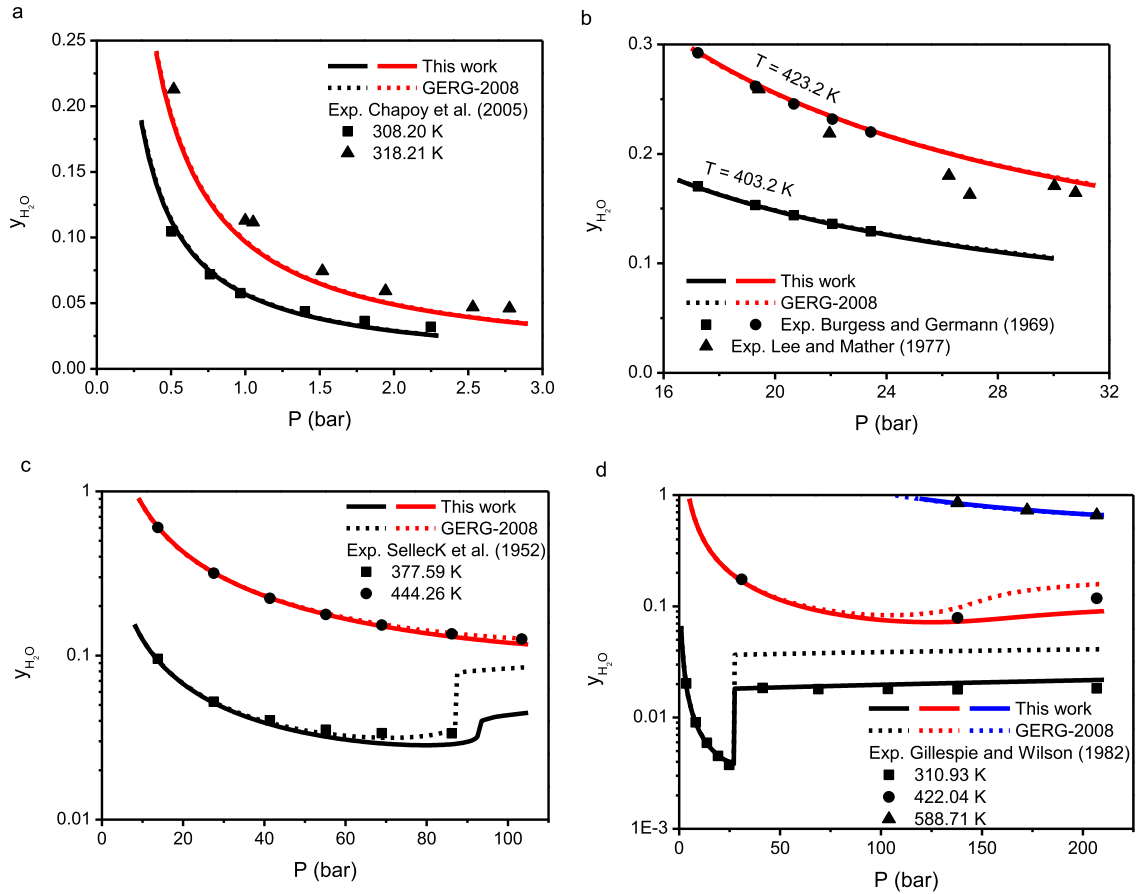 a
0.25
0.20
0.15
0.10
0.05
0.00
yH2O
0.0 0.5 1.0 1.5 2.0 2.5 3.0
P (bar)
This work
GERG-2008
Exp. Chapoy et al. (2005)
308.20 K
318.21 K
b
0.3
0.2
0.1
0.0
yH2O
16 20 24 28 32
P (bar)
T = 423.2 K
T = 403.2 K
This work
GERG-2008
Exp. Burgess and Germann (1969)
Exp. Lee and Mather (1977)
c
1
0.1
0.01
yH2O
0 20 40 60 80 100
P (bar)
This work
GERG-2008
Exp. SellecK et al. (1952)
377.59 K
444.26 K
d
1
0.1
0.01
1E-3
yH2O
0 50 100 150 200
P (bar)
This work
GERG-2008
Exp. Gillespie and Wilson (1982)
310.93 K
422.04 K
588.71 K